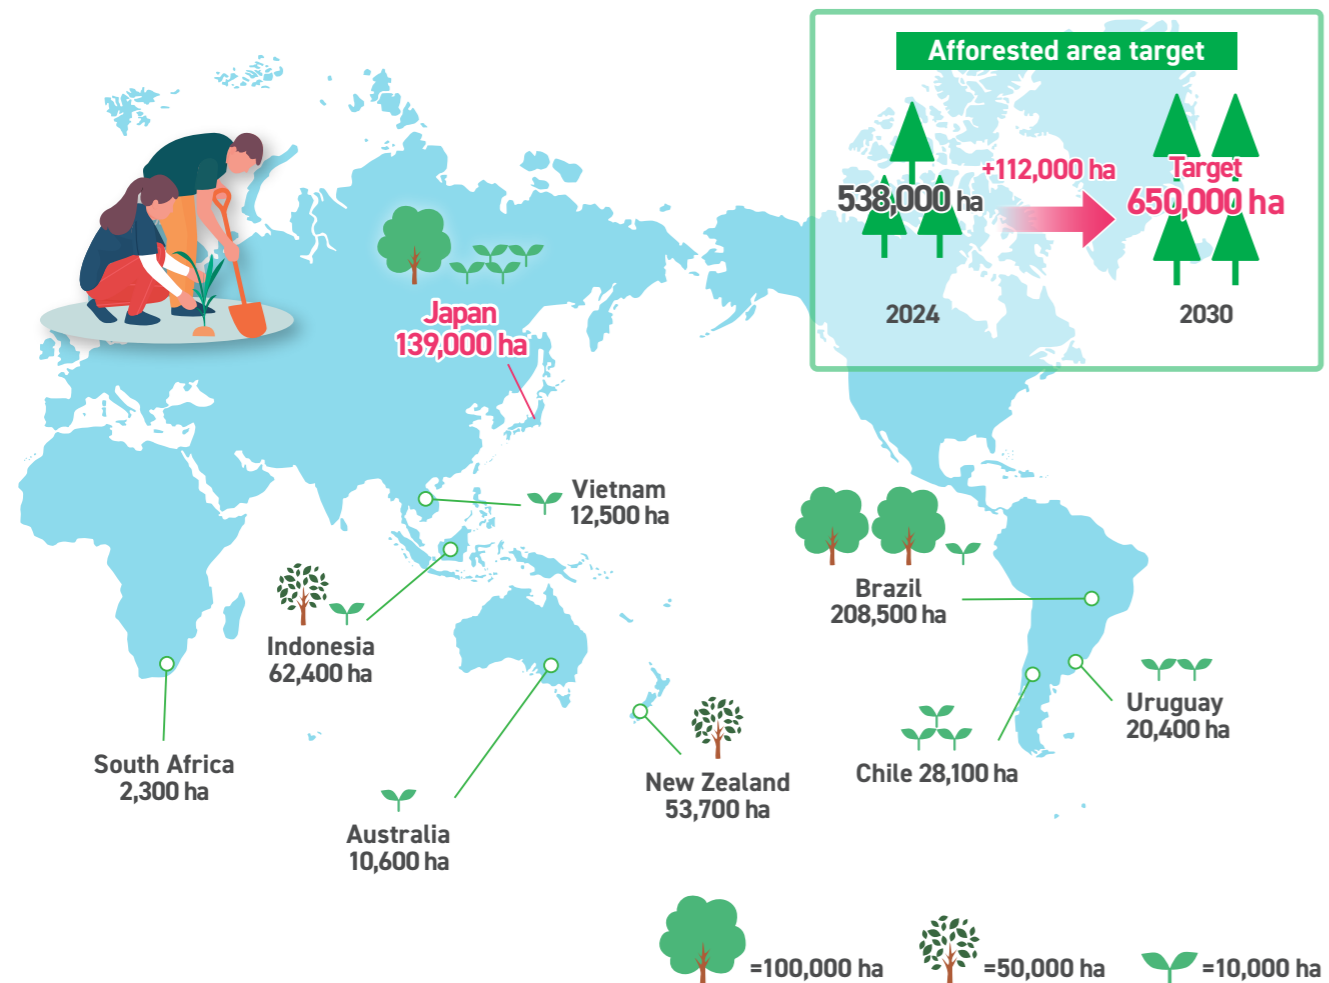 Afforested area target
+112,000 ha
538,000 ha
Target
650,000 ha
2024
2030
Japan
139,000 ha
Vietnam
12,500 ha
Brazil
208,500 ha
Indonesia
62,400 ha
Uruguay
20,400 ha
South Africa
2,300 ha
New Zealand
53,700 ha
Chile 28,100 ha
Australia
10,600 ha
=100,000 ha
=50,000 ha
=10,000 ha